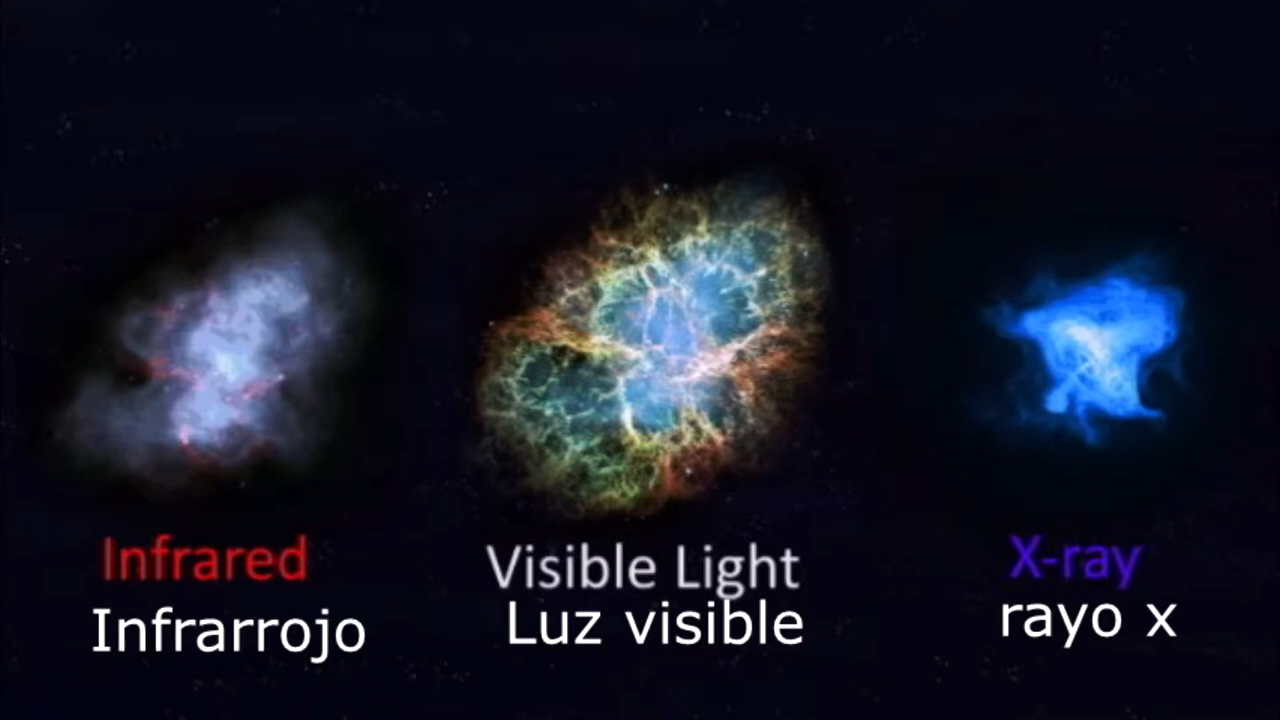 Infrared
Infrarrojo
Visible Light
Luz visible
X-ray
rayo x